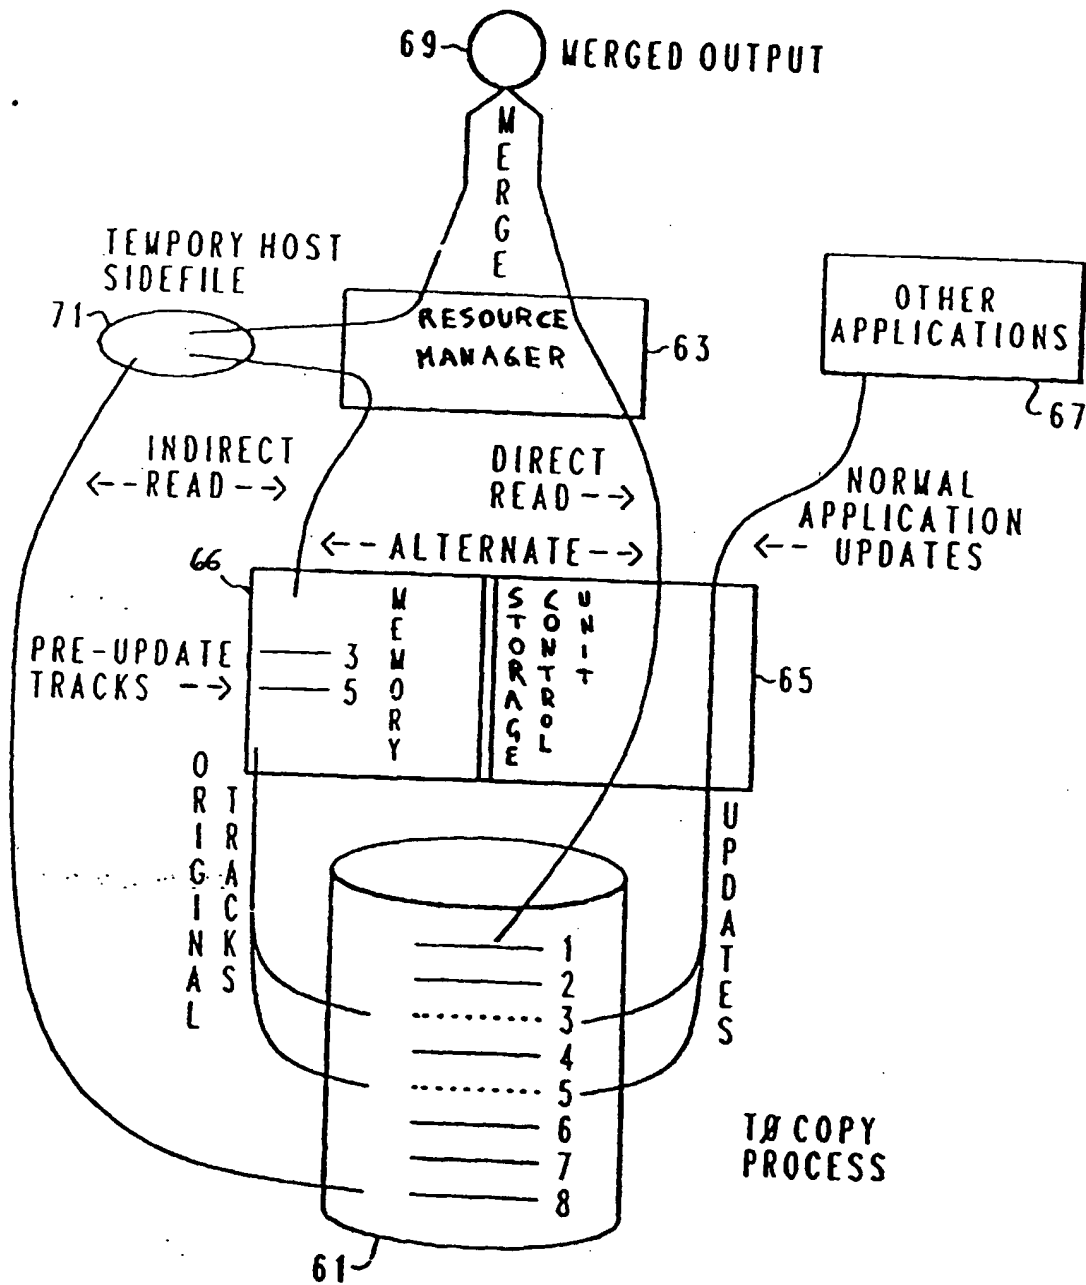 69
MERGED OUTPUT
MERGE
TEMPORY HOST
SIDEFILE
71
RESOURCE
MANAGER
63
OTHER
APPLICATIONS
67
INDIRECT
<--READ-->
DIRECT
READ-->
NORMAL
APPLICATION
<-- UPDATES
<-- ALTERNATE -->
66
PRE-UPDATE
TRACKS -->
3
5
MEMORY
STORAGE
CONTROL
UNIT
65
ORIGINAL
TRACKS
UPDATES
1
2
3
4
5
6
7
8
TØ COPY
PROCESS
61